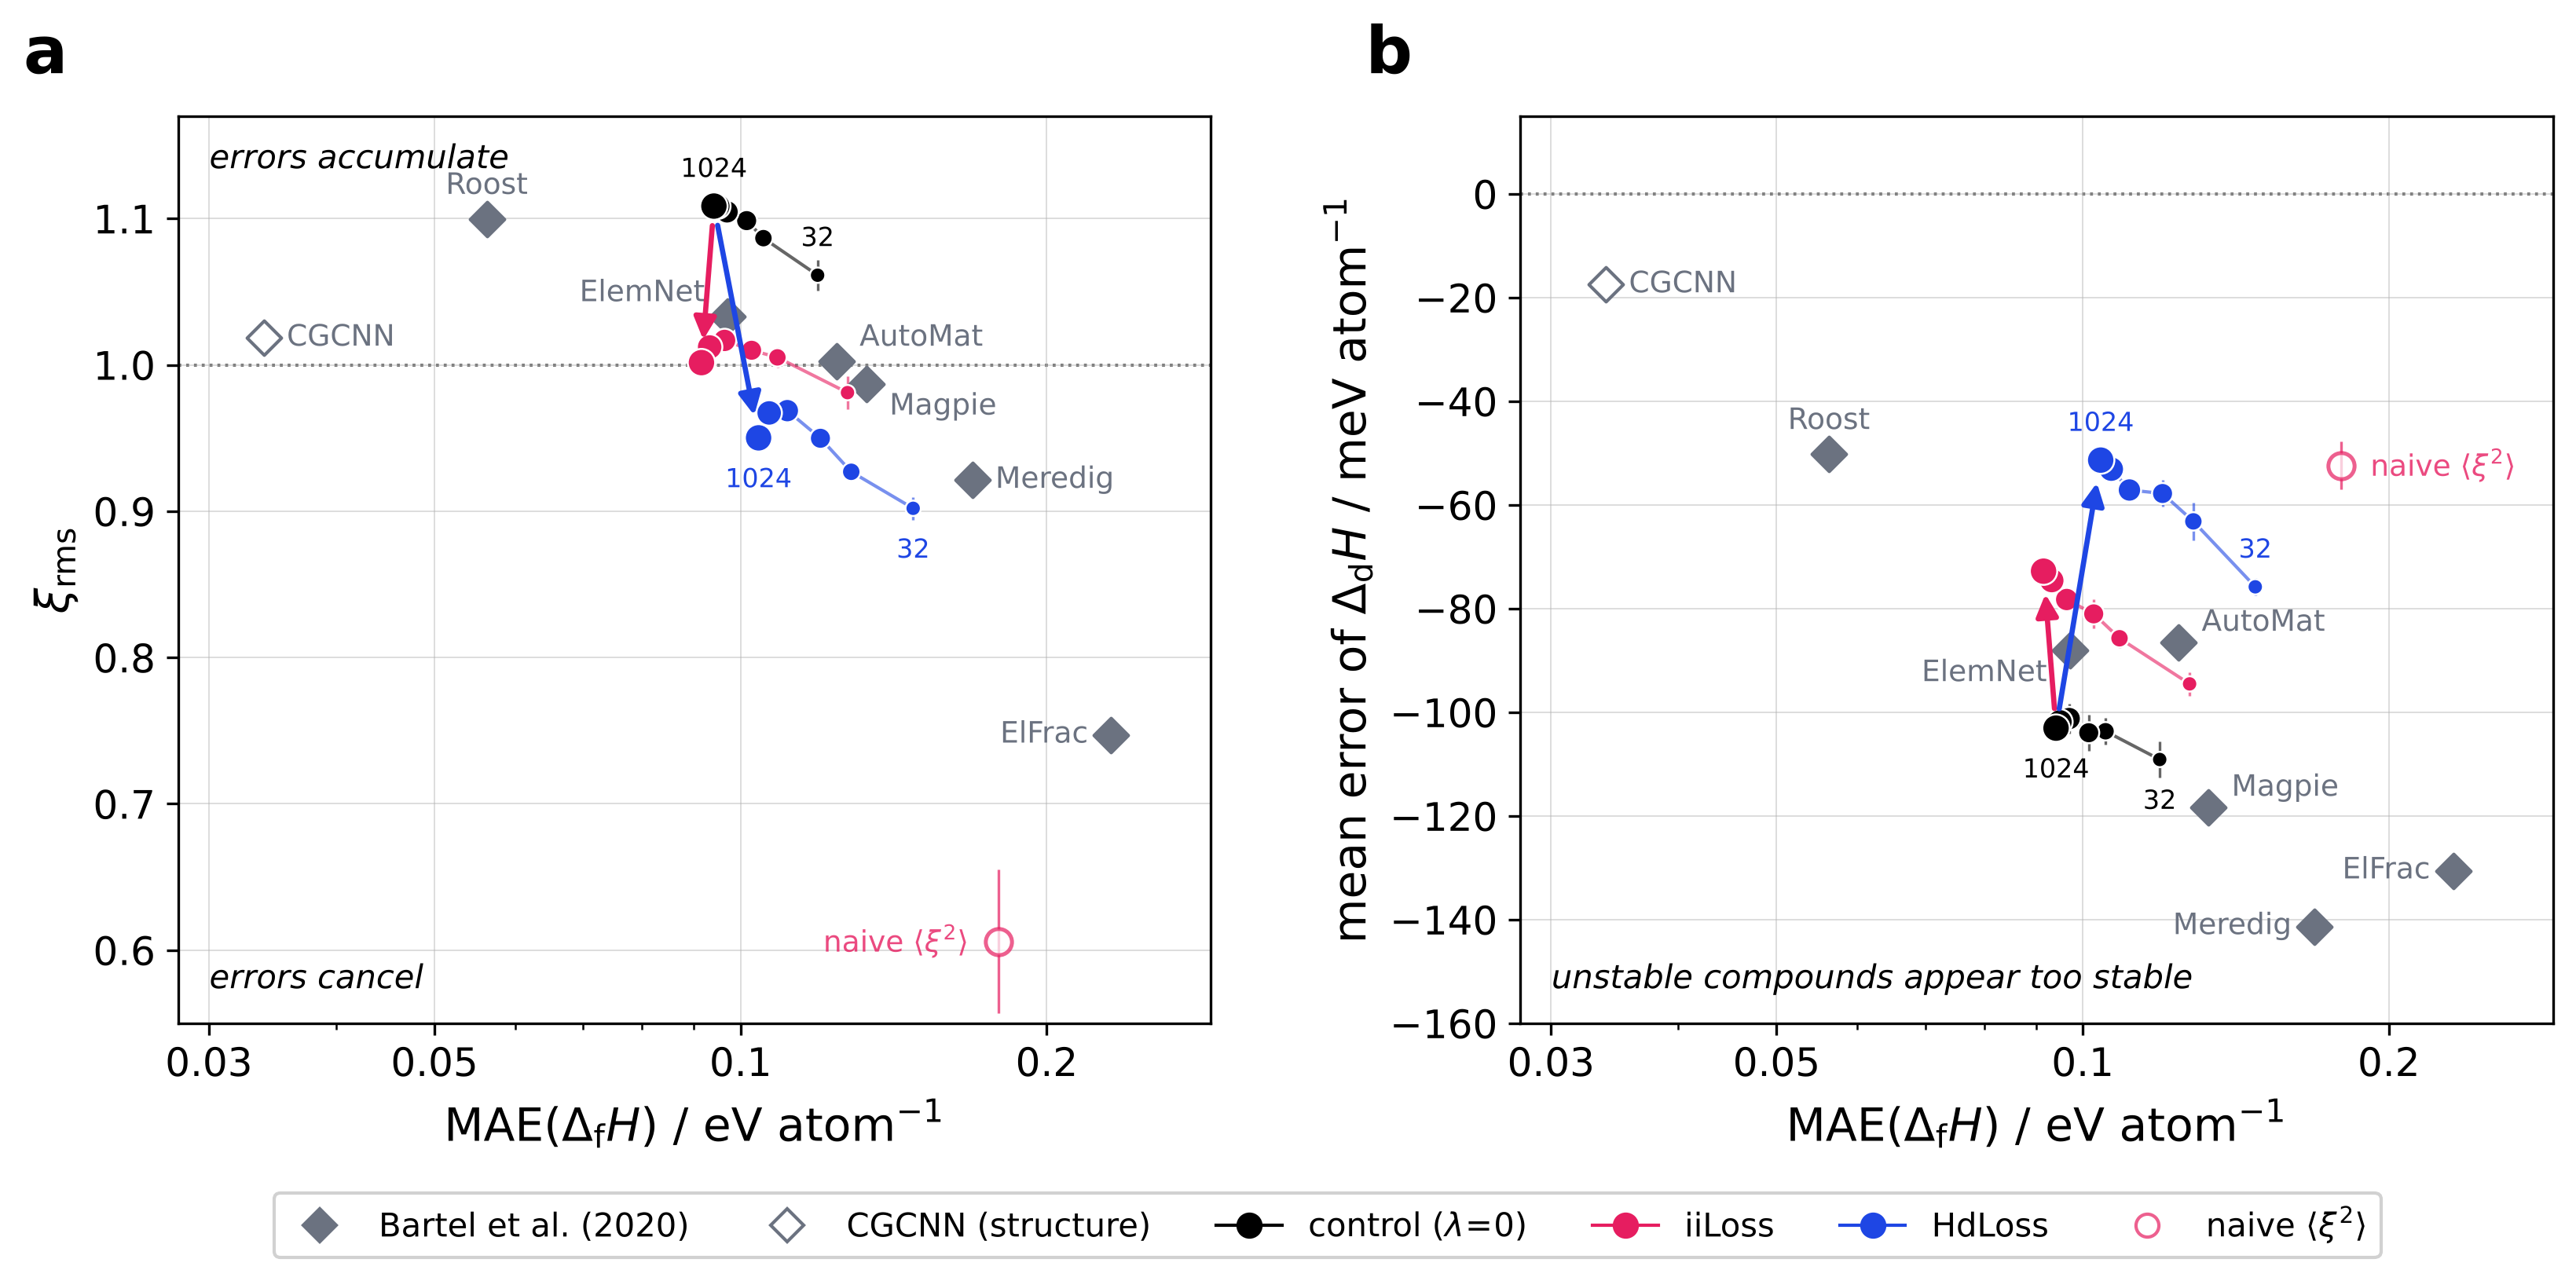 a
errors accumulate
Roost
1024
32
ElemNet
CGCNN
AutoMat
Magpie
1024
Meredig
32
ElFrac
naive ⟨ξ²⟩
errors cancel
1.1
1.0
0.9
0.8
0.7
0.6
ξrms
0.03 0.05 0.1 0.2
MAE(ΔfH) / eV atom⁻¹
b
CGCNN
Roost
1024
naive ⟨ξ²⟩
32
AutoMat
ElemNet
1024
32
Magpie
ElFrac
Meredig
unstable compounds appear too stable
0
−20
−40
−60
−80
−100
−120
−140
−160
mean error of ΔdH / meV atom⁻¹
0.03 0.05 0.1 0.2
MAE(ΔfH) / eV atom⁻¹
Bartel et al. (2020) CGCNN (structure) control (λ=0) iiLoss HdLoss naive ⟨ξ²⟩